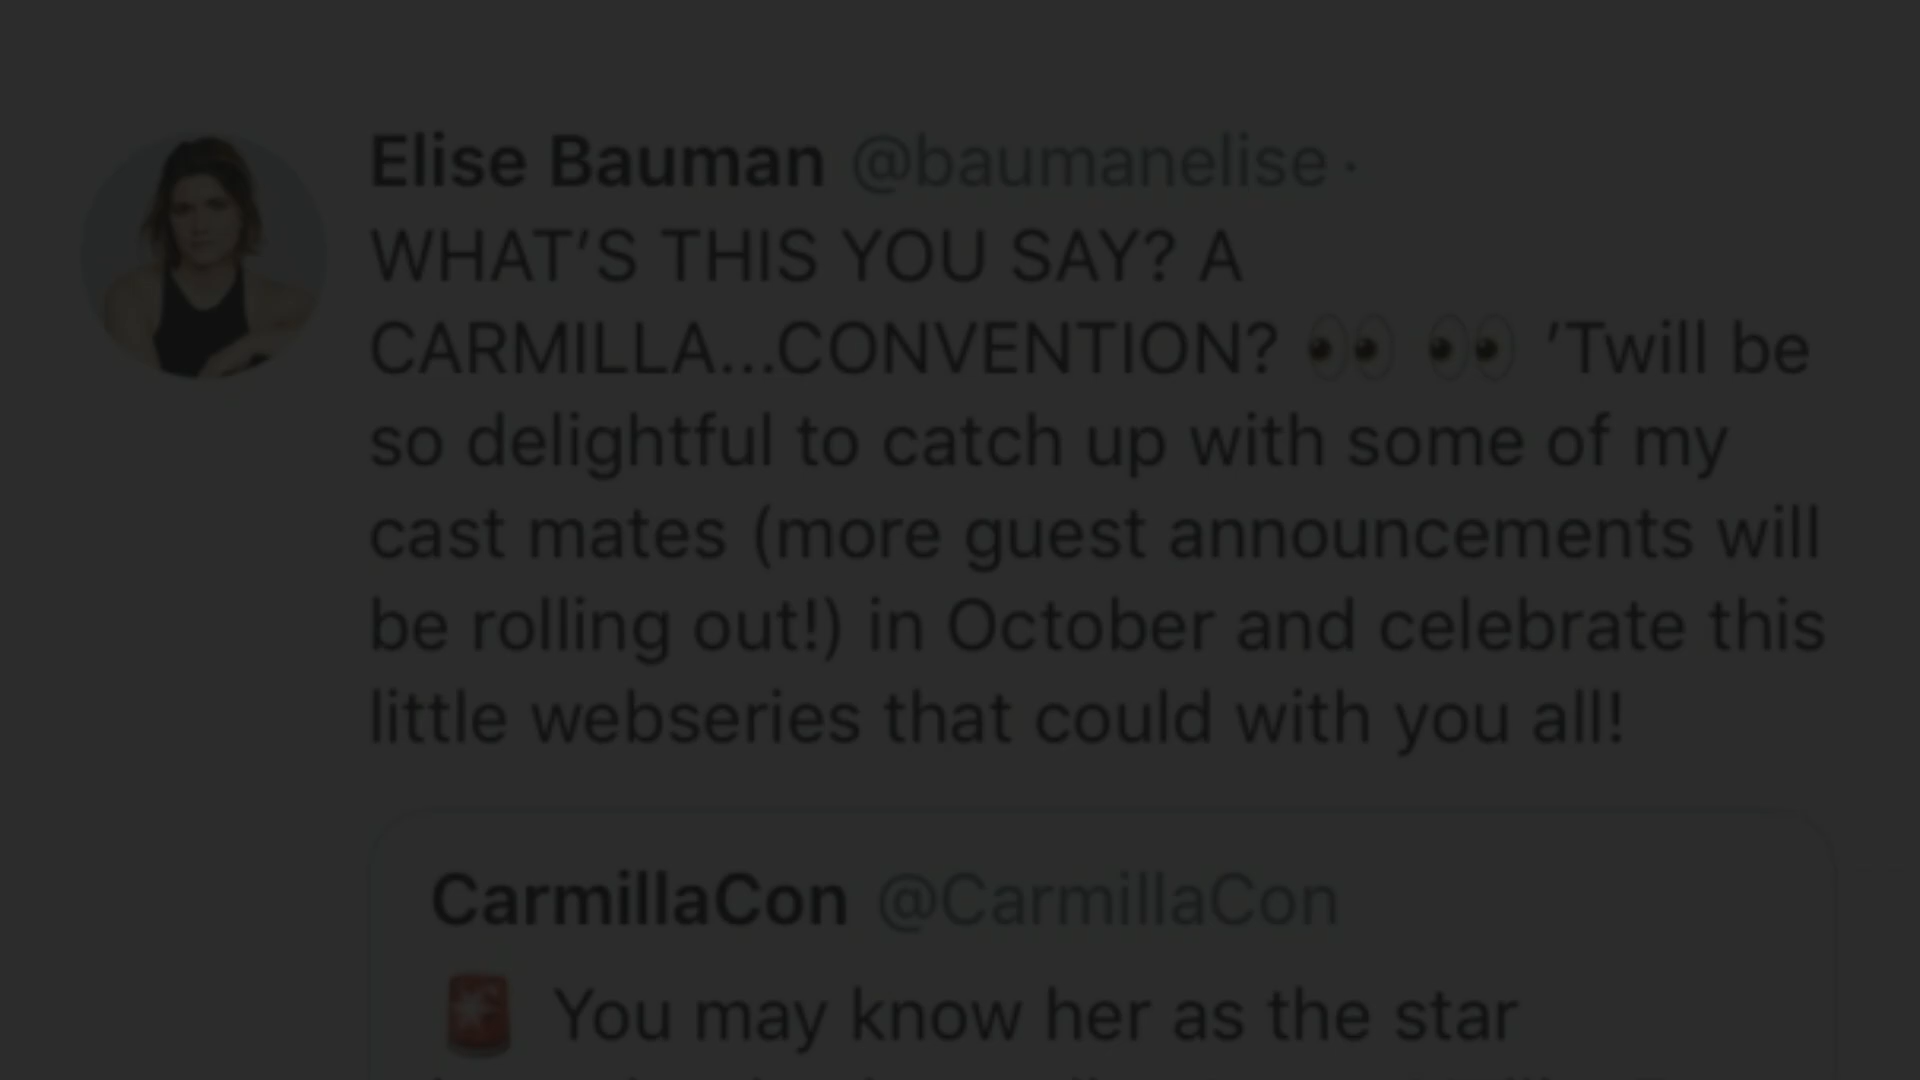 Elise Bauman @baumanelise ·
WHAT’S THIS YOU SAY? A
CARMILLA...CONVENTION? 👀 👀 ’Twill be
so delightful to catch up with some of my
cast mates (more guest announcements will
be rolling out!) in October and celebrate this
little webseries that could with you all!
CarmillaCon @CarmillaCon
🚨 You may know her as the star